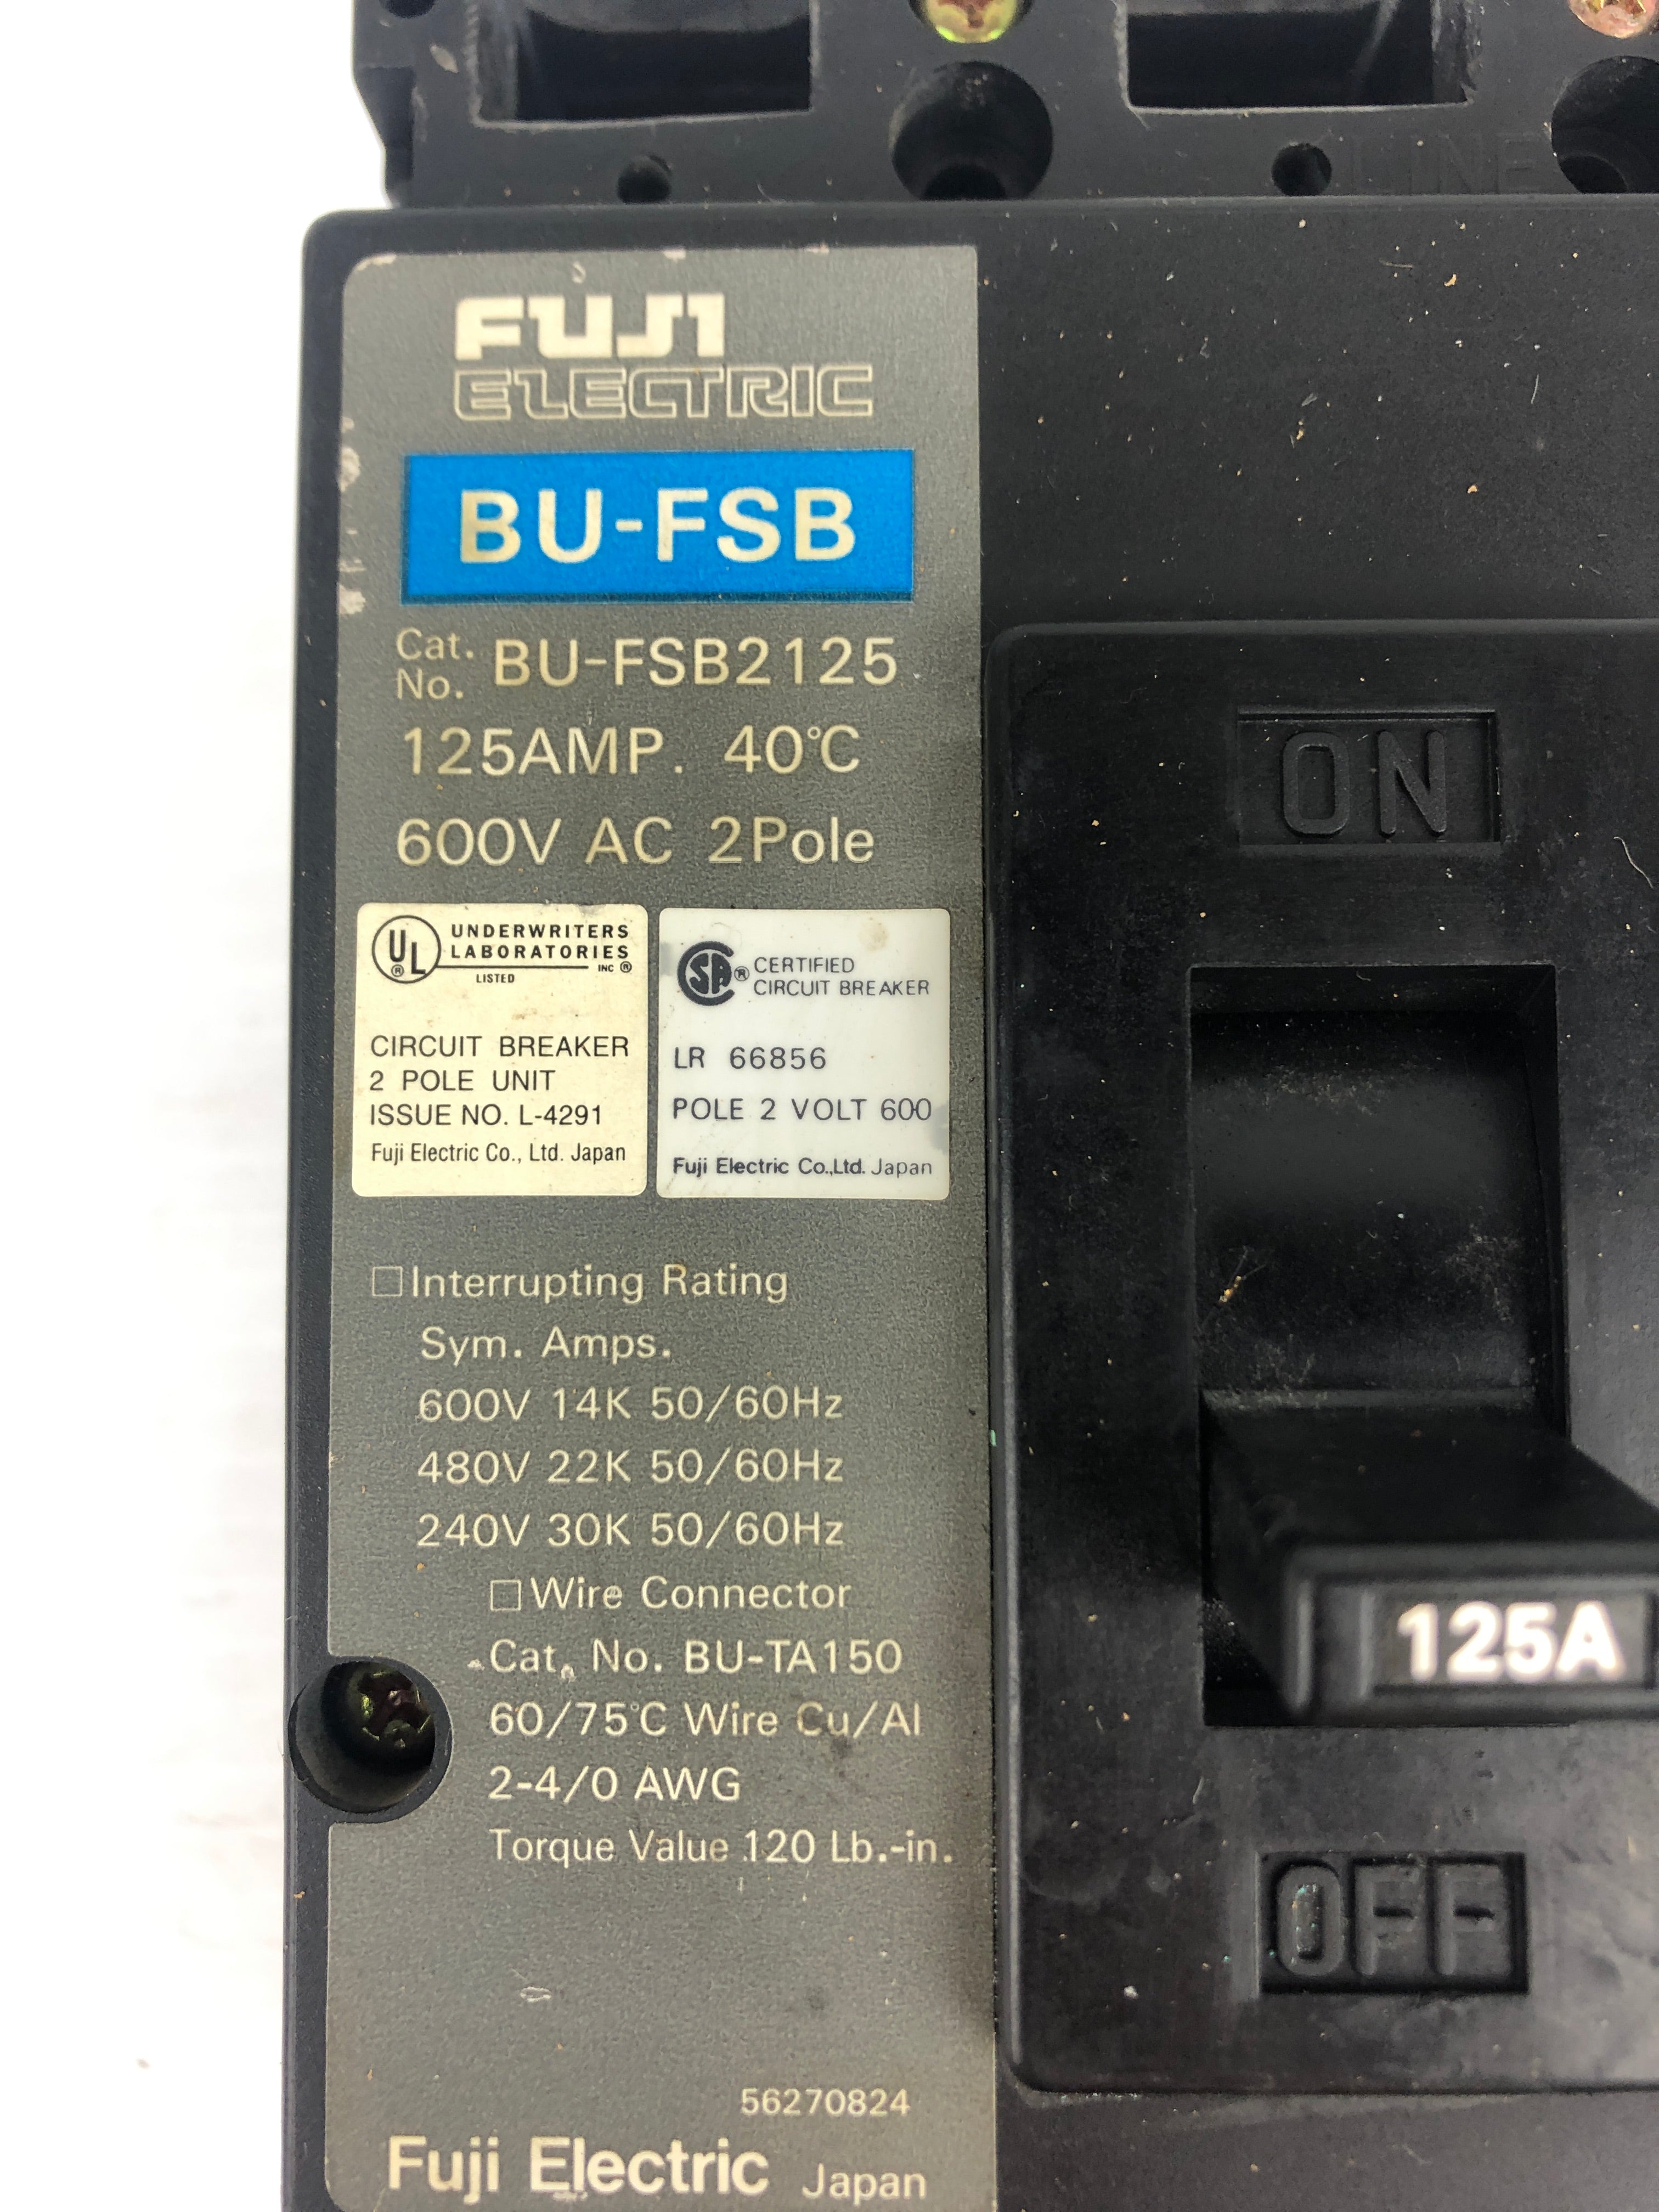 LINE
FUJI
ELECTRIC
BU-FSB
Cat. No. BU-FSB2125
125AMP. 40°C
600V AC 2Pole
UL ® UNDERWRITERS
LABORATORIES
INC ®
LISTED
CIRCUIT BREAKER
2 POLE UNIT
ISSUE NO. L-4291
Fuji Electric Co., Ltd. Japan
SA ® CERTIFIED
CIRCUIT BREAKER
LR 66856
POLE 2 VOLT 600
Fuji Electric Co.,Ltd. Japan
□Interrupting Rating
Sym. Amps.
600V 14K 50/60Hz
480V 22K 50/60Hz
240V 30K 50/60Hz
□Wire Connector
Cat. No. BU-TA150
60/75°C Wire Cu/Al
2-4/0 AWG
Torque Value 120 Lb.-in.
56270824
Fuji Electric Japan
ON
125A
OFF